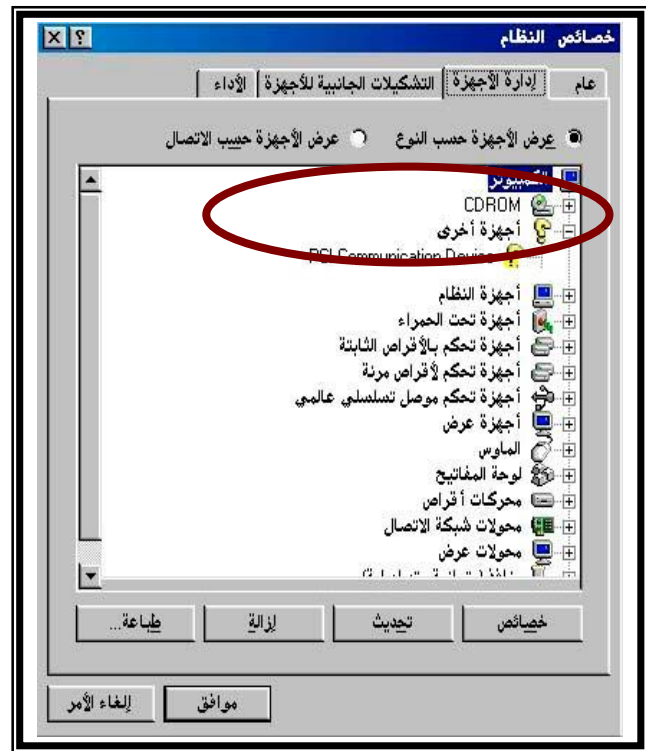 خصائص النظام
عام إدارة الأجهزة التشكيلات الجانبية للأجهزة الأداء
عرض الأجهزة حسب النوع عرض الأجهزة حسب الاتصال
الكمبيوتر
CDROM
أجهزة أخرى
PCI Communication Device
أجهزة النظام
أجهزة تحت الحمراء
أجهزة تحكم بالأقراص الثابتة
أجهزة تحكم لأقراص مرنة
أجهزة تحكم موصل تسلسلي عالمي
أجهزة عرض
الماوس
لوحة المفاتيح
محركات أقراص
محولات شبكة الاتصال
محولات عرض
خصائص تحديث إزالة طباعة...
موافق إلغاء الأمر